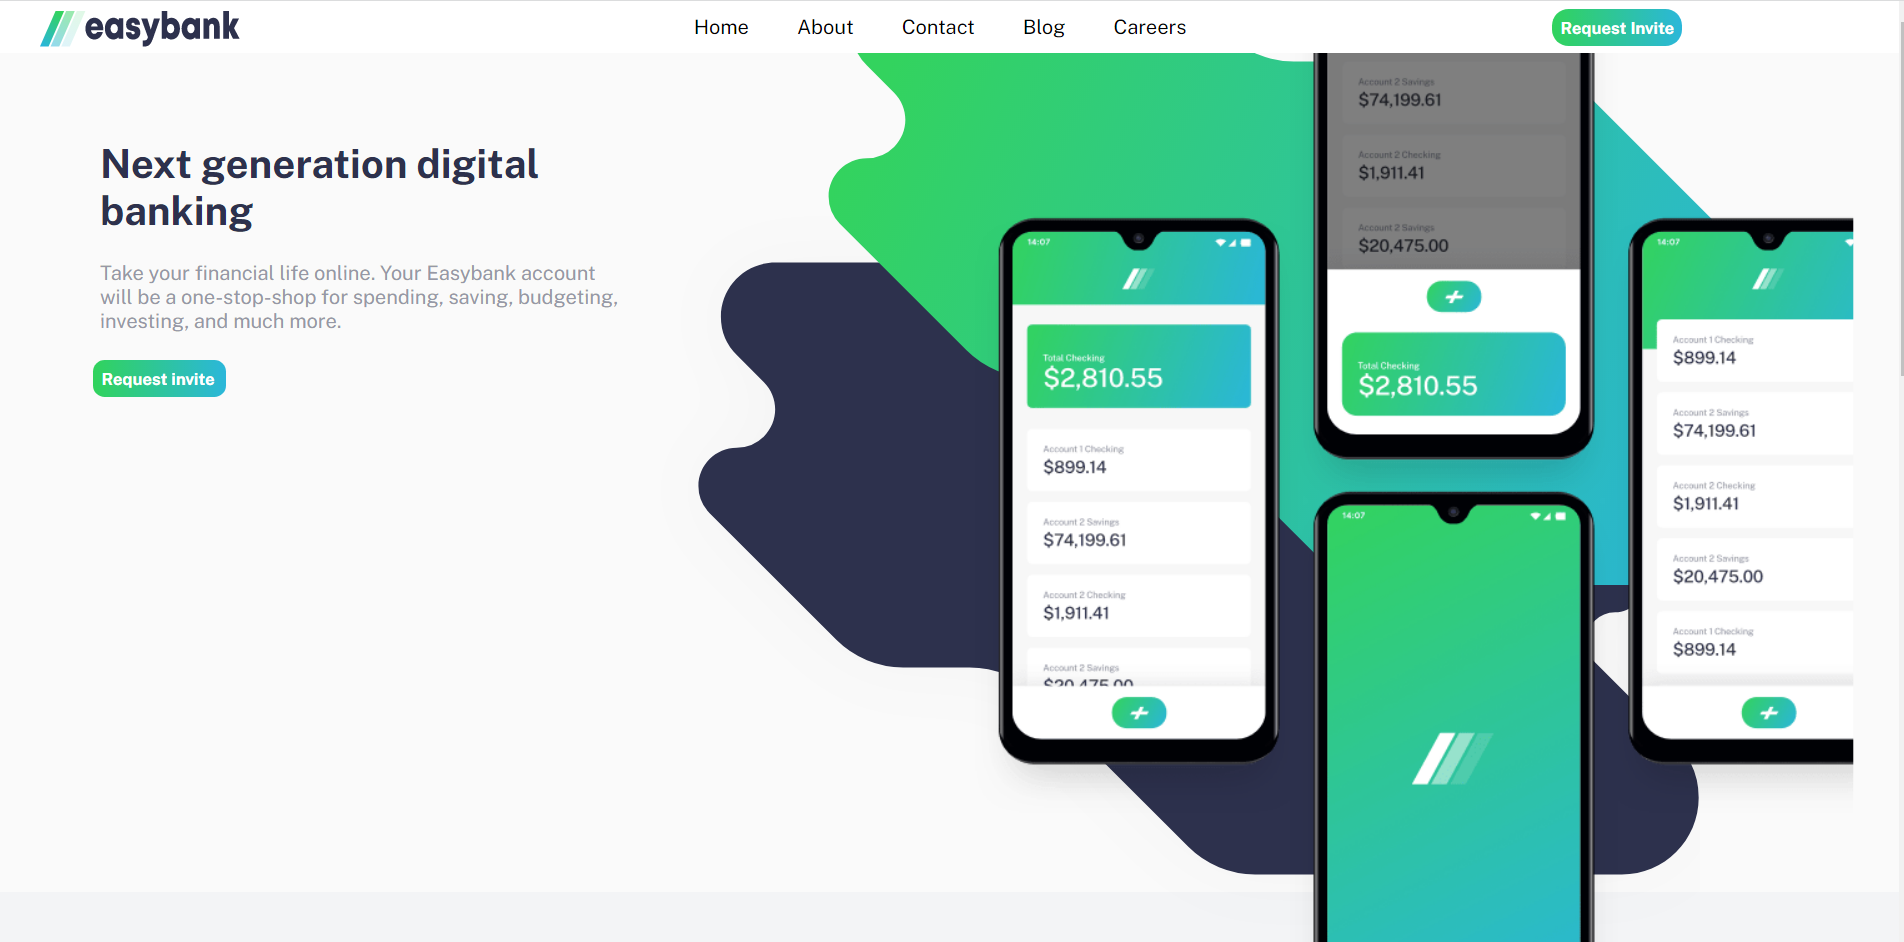 easybank
Home
About
Contact
Blog
Careers
Request Invite
Next generation digital
banking
Take your financial life online. Your Easybank account
will be a one-stop-shop for spending, saving, budgeting,
investing, and much more.
Request invite
14:07
Total Checking
$2,810.55
Account 1 Checking
$899.14
Account 2 Savings
$74,199.61
Account 2 Checking
$1,911.41
Account 2 Savings
$20,475.00
Account 2 Savings
$74,199.61
Account 2 Checking
$1,911.41
Account 2 Savings
$20,475.00
Total Checking
$2,810.55
14:07
14:07
Account 1 Checking
$899.14
Account 2 Savings
$74,199.61
Account 2 Checking
$1,911.41
Account 2 Savings
$20,475.00
Account 1 Checking
$899.14